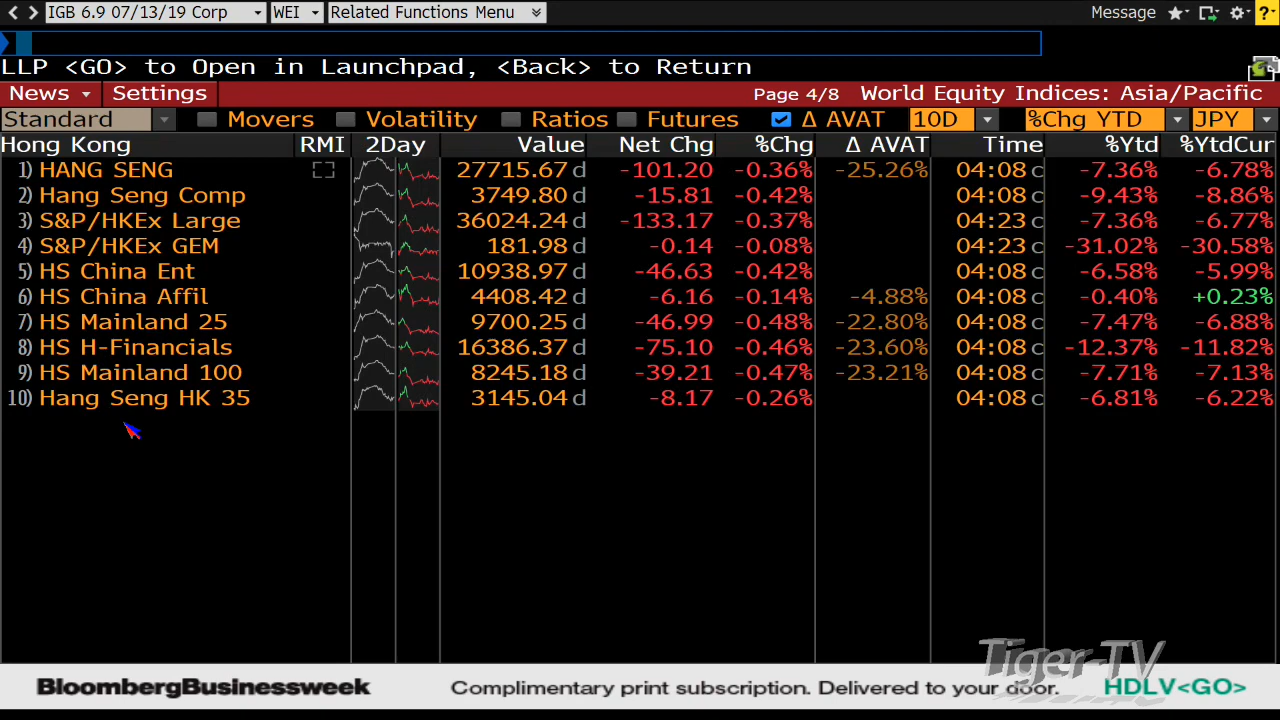 IGB 6.9 07/13/19 Corp WEI Related Functions Menu Message ?
LLP <GO> to Open in Launchpad, <Back> to Return
News Settings Page 4/8 World Equity Indices: Asia/Pacific
Standard Movers Volatility Ratios Futures Δ AVAT 10D %Chg YTD JPY
Hong Kong RMI 2Day Value Net Chg %Chg Δ AVAT Time %Ytd %YtdCur
1) HANG SENG 27715.67 d -101.20 -0.36% -25.26% 04:08 c -7.36% -6.78%
2) Hang Seng Comp 3749.80 d -15.81 -0.42% 04:08 c -9.43% -8.86%
3) S&P/HKEx Large 36024.24 d -133.17 -0.37% 04:23 c -7.36% -6.77%
4) S&P/HKEx GEM 181.98 d -0.14 -0.08% 04:23 c -31.02% -30.58%
5) HS China Ent 10938.97 d -46.63 -0.42% 04:08 c -6.58% -5.99%
6) HS China Affil 4408.42 d -6.16 -0.14% -4.88% 04:08 c -0.40% +0.23%
7) HS Mainland 25 9700.25 d -46.99 -0.48% -22.80% 04:08 c -7.47% -6.88%
8) HS H-Financials 16386.37 d -75.10 -0.46% -23.60% 04:08 c -12.37% -11.82%
9) HS Mainland 100 8245.18 d -39.21 -0.47% -23.21% 04:08 c -7.71% -7.13%
10) Hang Seng HK 35 3145.04 d -8.17 -0.26% 04:08 c -6.81% -6.22%
Tiger-TV
BloombergBusinessweek Complimentary print subscription. Delivered to your door. HDLV<GO>